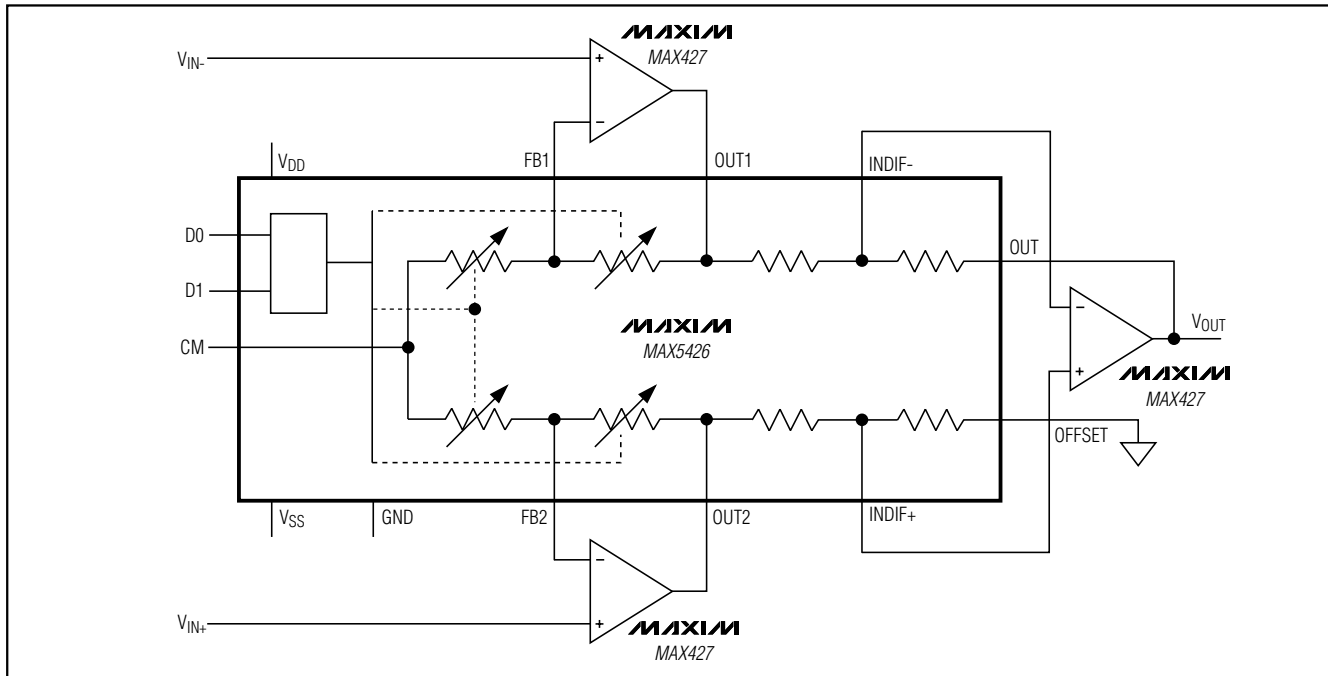 MAXIM
MAX427
VIN-
+
-
VDD
FB1
OUT1
INDIF-
D0
D1
CM
OUT
-
+
VOUT
MAXIM
MAX5426
MAXIM
MAX427
OFFSET
VSS
GND
FB2
OUT2
INDIF+
-
+
VIN+
MAXIM
MAX427